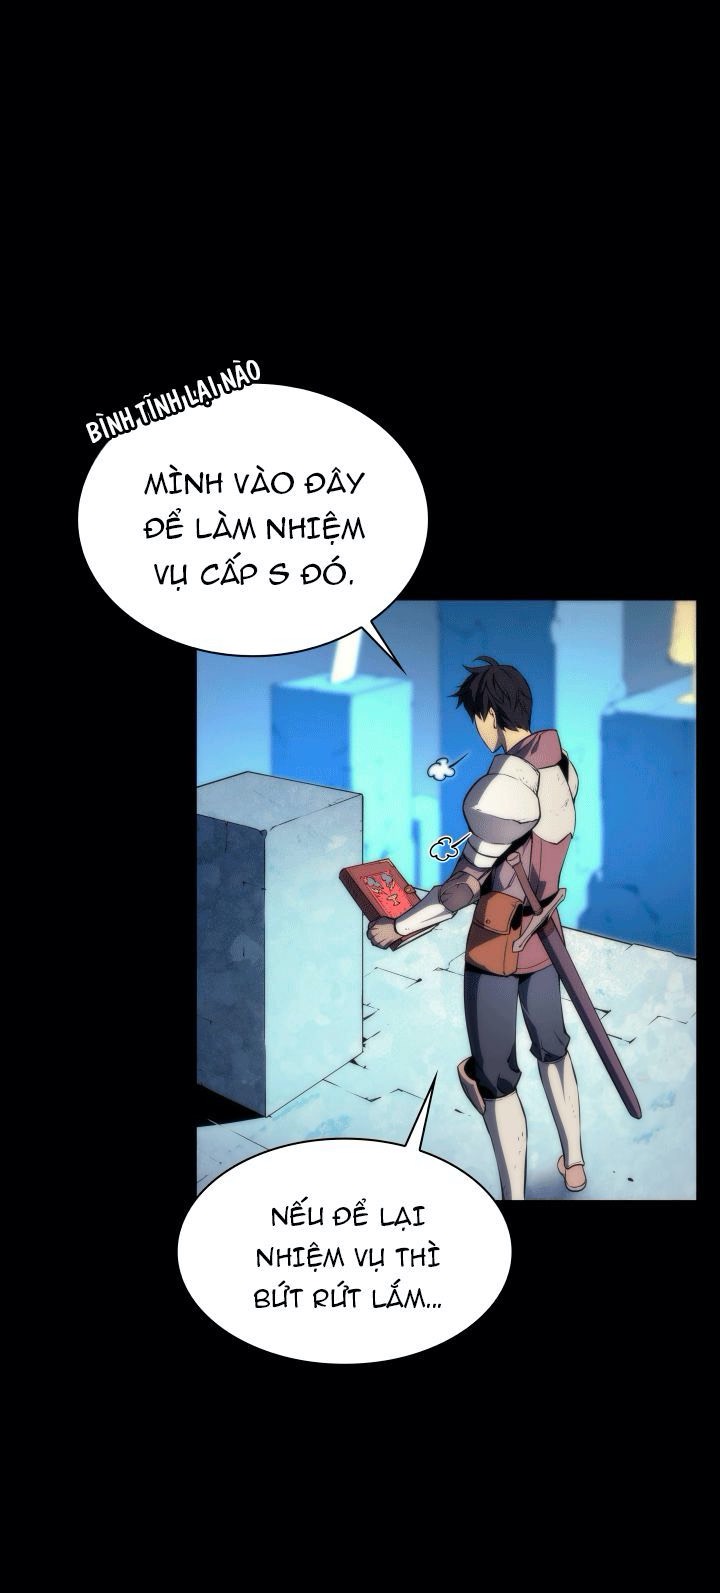 BÌNH TĨNH LẠI NÀO
MÌNH VÀO ĐÂY
ĐỂ LÀM NHIỆM
VỤ CẤP S ĐÓ.
NẾU ĐỂ LẠI
NHIỆM VỤ THÌ
BỨT RỨT LẮM...